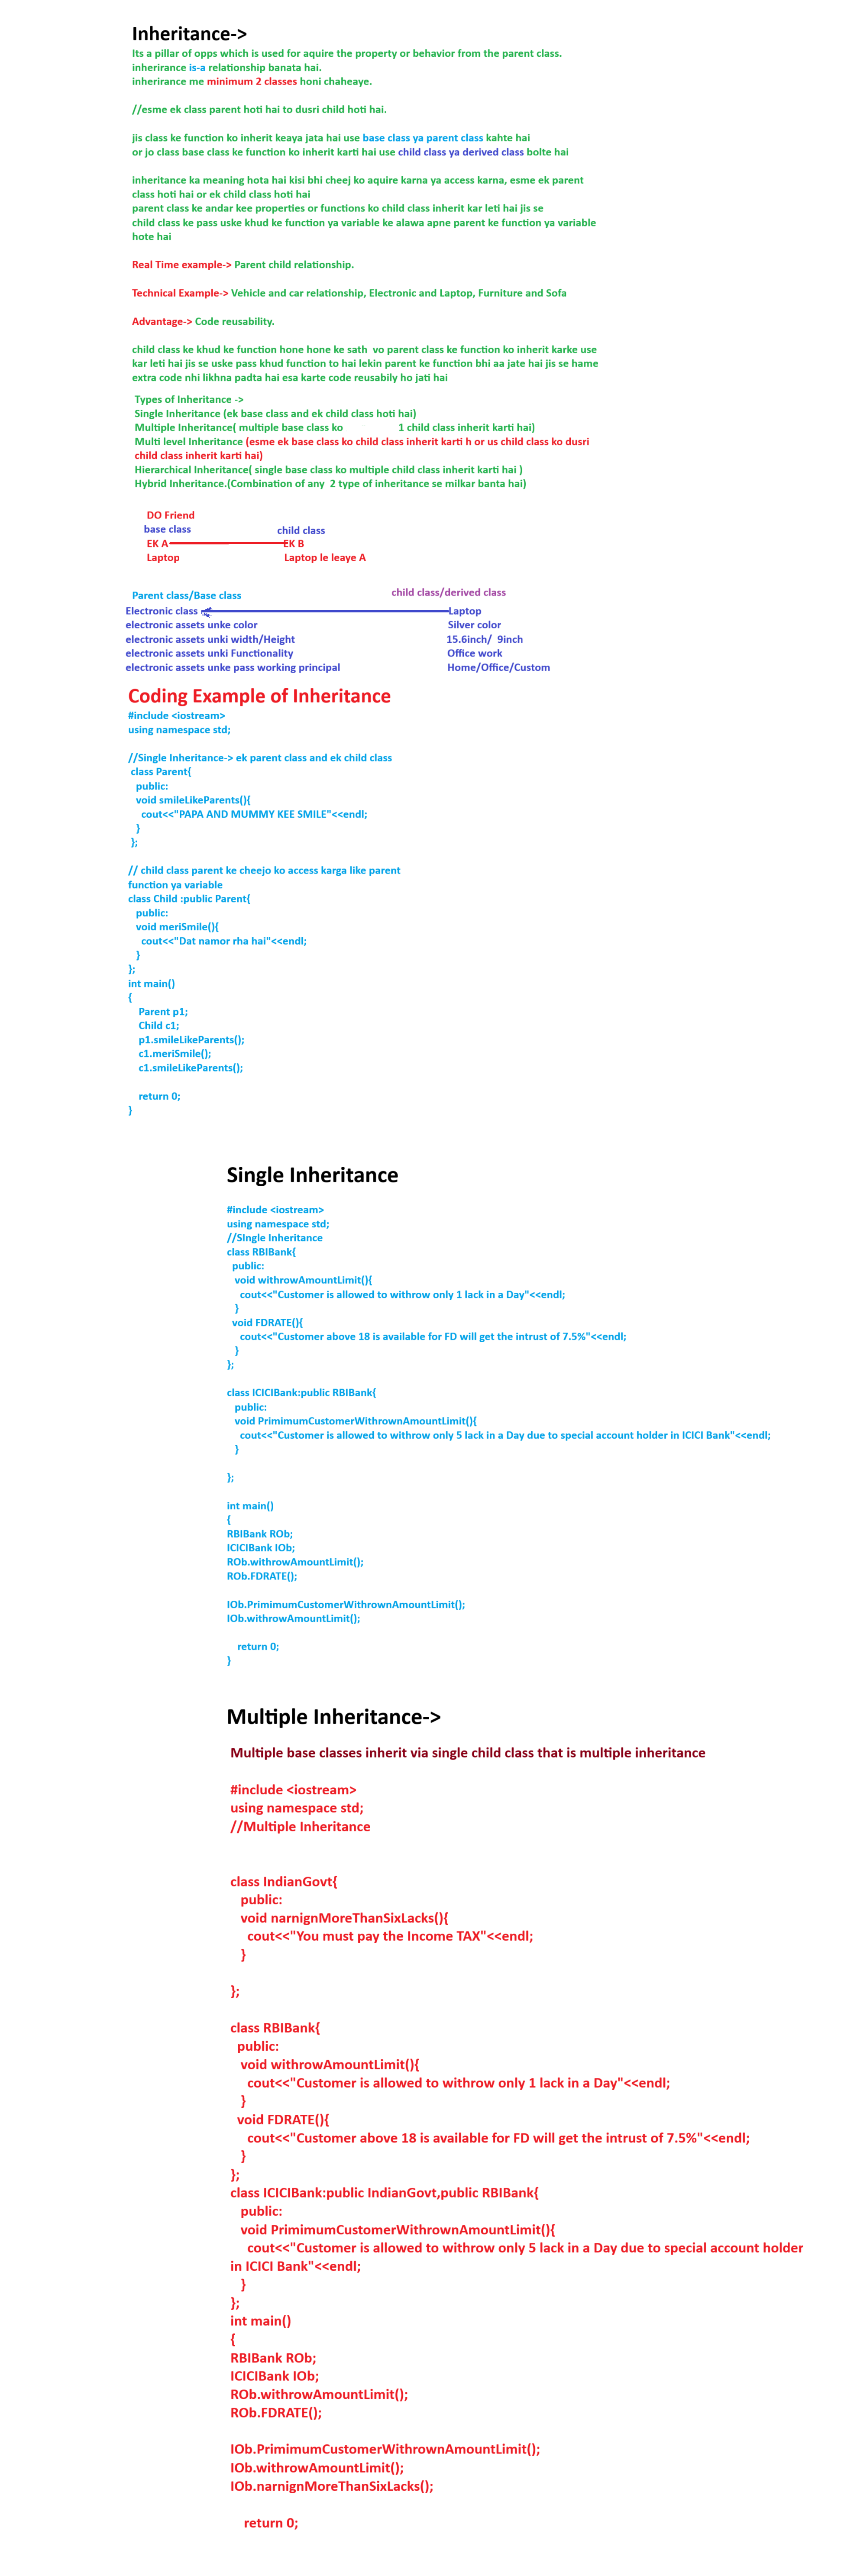 Inheritance->
Its a pillar of opps which is used for aquire the property or behavior from the parent class.
inherirance is-a relationship banata hai.
inherirance me minimum 2 classes honi chaheaye.
//esme ek class parent hoti hai to dusri child hoti hai.
jis class ke function ko inherit keaya jata hai use base class ya parent class kahte hai
or jo class base class ke function ko inherit karti hai use child class ya derived class bolte hai
inheritance ka meaning hota hai kisi bhi cheej ko aquire karna ya access karna, esme ek parent
class hoti hai or ek child class hoti hai
parent class ke andar kee properties or functions ko child class inherit kar leti hai jis se
child class ke pass uske khud ke function ya variable ke alawa apne parent ke function ya variable
hote hai
Real Time example-> Parent child relationship.
Technical Example-> Vehicle and car relationship, Electronic and Laptop, Furniture and Sofa
Advantage-> Code reusability.
child class ke khud ke function hone hone ke sath  vo parent class ke function ko inherit karke use
kar leti hai jis se uske pass khud function to hai lekin parent ke function bhi aa jate hai jis se hame
extra code nhi likhna padta hai esa karte code reusabily ho jati hai
Types of Inheritance ->
Single Inheritance (ek base class and ek child class hoti hai)
Multiple Inheritance( multiple base class ko 1 child class inherit karti hai)
Multi level Inheritance (esme ek base class ko child class inherit karti h or us child class ko dusri
child class inherit karti hai)
Hierarchical Inheritance( single base class ko multiple child class inherit karti hai )
Hybrid Inheritance.(Combination of any  2 type of inheritance se milkar banta hai)
DO Friend
base class child class
EK A EK B
Laptop Laptop le leaye A
Parent class/Base class child class/derived class
Electronic class Laptop
electronic assets unke color Silver color
electronic assets unki width/Height 15.6inch/  9inch
electronic assets unki Functionality Office work
electronic assets unke pass working principal Home/Office/Custom
Coding Example of Inheritance
#include <iostream>
using namespace std;
//Single Inheritance-> ek parent class and ek child class
class Parent{
public:
void smileLikeParents(){
cout<<"PAPA AND MUMMY KEE SMILE"<<endl;
}
};
// child class parent ke cheejo ko access karga like parent
function ya variable
class Child :public Parent{
public:
void meriSmile(){
cout<<"Dat namor rha hai"<<endl;
}
};
int main()
{
Parent p1;
Child c1;
p1.smileLikeParents();
c1.meriSmile();
c1.smileLikeParents();
return 0;
}
Single Inheritance
#include <iostream>
using namespace std;
//SIngle Inheritance
class RBIBank{
public:
void withrowAmountLimit(){
cout<<"Customer is allowed to withrow only 1 lack in a Day"<<endl;
}
void FDRATE(){
cout<<"Customer above 18 is available for FD will get the intrust of 7.5%"<<endl;
}
};
class ICICIBank:public RBIBank{
public:
void PrimimumCustomerWithrownAmountLimit(){
cout<<"Customer is allowed to withrow only 5 lack in a Day due to special account holder in ICICI Bank"<<endl;
}
};
int main()
{
RBIBank ROb;
ICICIBank IOb;
ROb.withrowAmountLimit();
ROb.FDRATE();
IOb.PrimimumCustomerWithrownAmountLimit();
IOb.withrowAmountLimit();
return 0;
}
Multiple Inheritance->
Multiple base classes inherit via single child class that is multiple inheritance
#include <iostream>
using namespace std;
//Multiple Inheritance
class IndianGovt{
public:
void narnignMoreThanSixLacks(){
cout<<"You must pay the Income TAX"<<endl;
}
};
class RBIBank{
public:
void withrowAmountLimit(){
cout<<"Customer is allowed to withrow only 1 lack in a Day"<<endl;
}
void FDRATE(){
cout<<"Customer above 18 is available for FD will get the intrust of 7.5%"<<endl;
}
};
class ICICIBank:public IndianGovt,public RBIBank{
public:
void PrimimumCustomerWithrownAmountLimit(){
cout<<"Customer is allowed to withrow only 5 lack in a Day due to special account holder
in ICICI Bank"<<endl;
}
};
int main()
{
RBIBank ROb;
ICICIBank IOb;
ROb.withrowAmountLimit();
ROb.FDRATE();
IOb.PrimimumCustomerWithrownAmountLimit();
IOb.withrowAmountLimit();
IOb.narnignMoreThanSixLacks();
return 0;